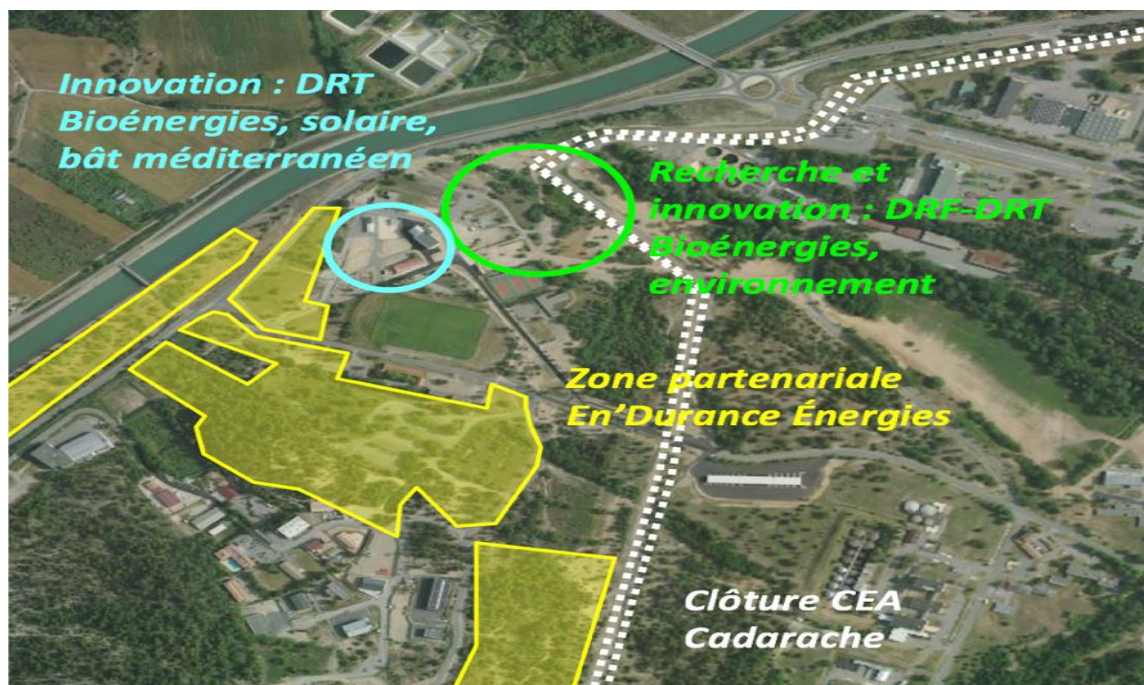 Innovation : DRT
Bioénergies, solaire,
bât méditerranéen
Recherche et
innovation : DRF-DRT
Bioénergies,
environnement
Zone partenariale
En’Durance Énergies
Clôture CEA
Cadarache